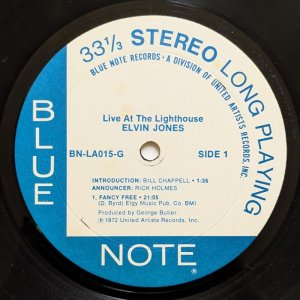 33 1/3 STEREO LONG PLAYING
BLUE NOTE RECORDS • A DIVISION OF UNITED ARTISTS RECORDS, INC.
BLUE
NOTE
Live At The Lighthouse
ELVIN JONES
BN-LA015-G SIDE 1
INTRODUCTION: BILL CHAPPELL • 1:35
ANNOUNCER: RICK HOLMES
1. FANCY FREE • 21:05
(D. Byrd) Elgy Music Pub. Co. BMI
Produced by George Butler
℗ 1972 United Artists Records, Inc.
℗